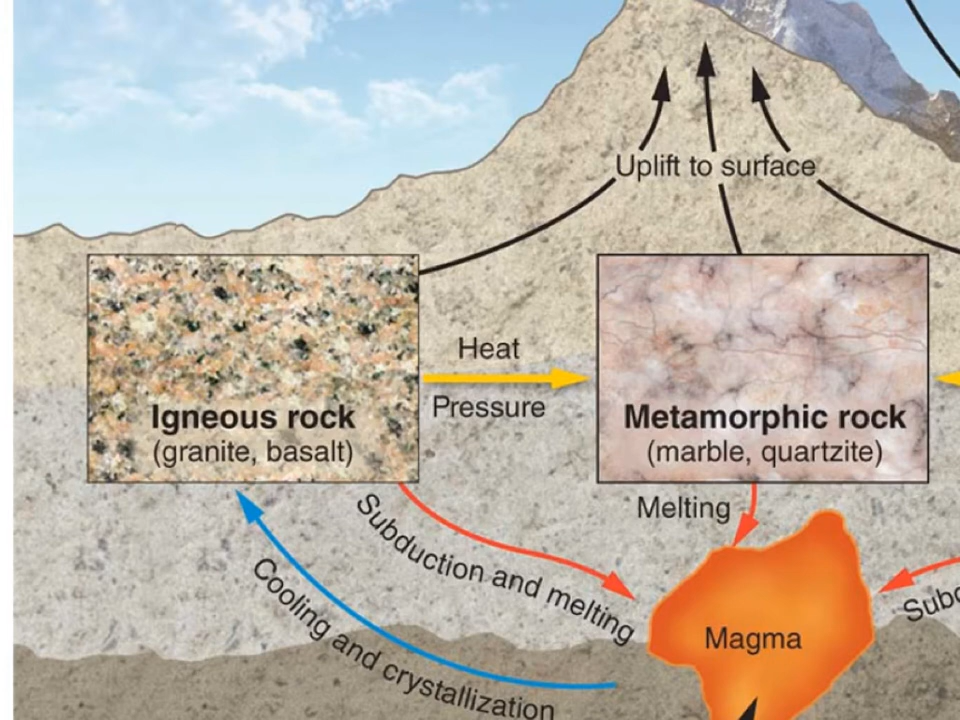 Uplift to surface
Heat
Pressure
Igneous rock
(granite, basalt)
Metamorphic rock
(marble, quartzite)
Melting
Subduction and melting
Cooling and crystallization
Magma